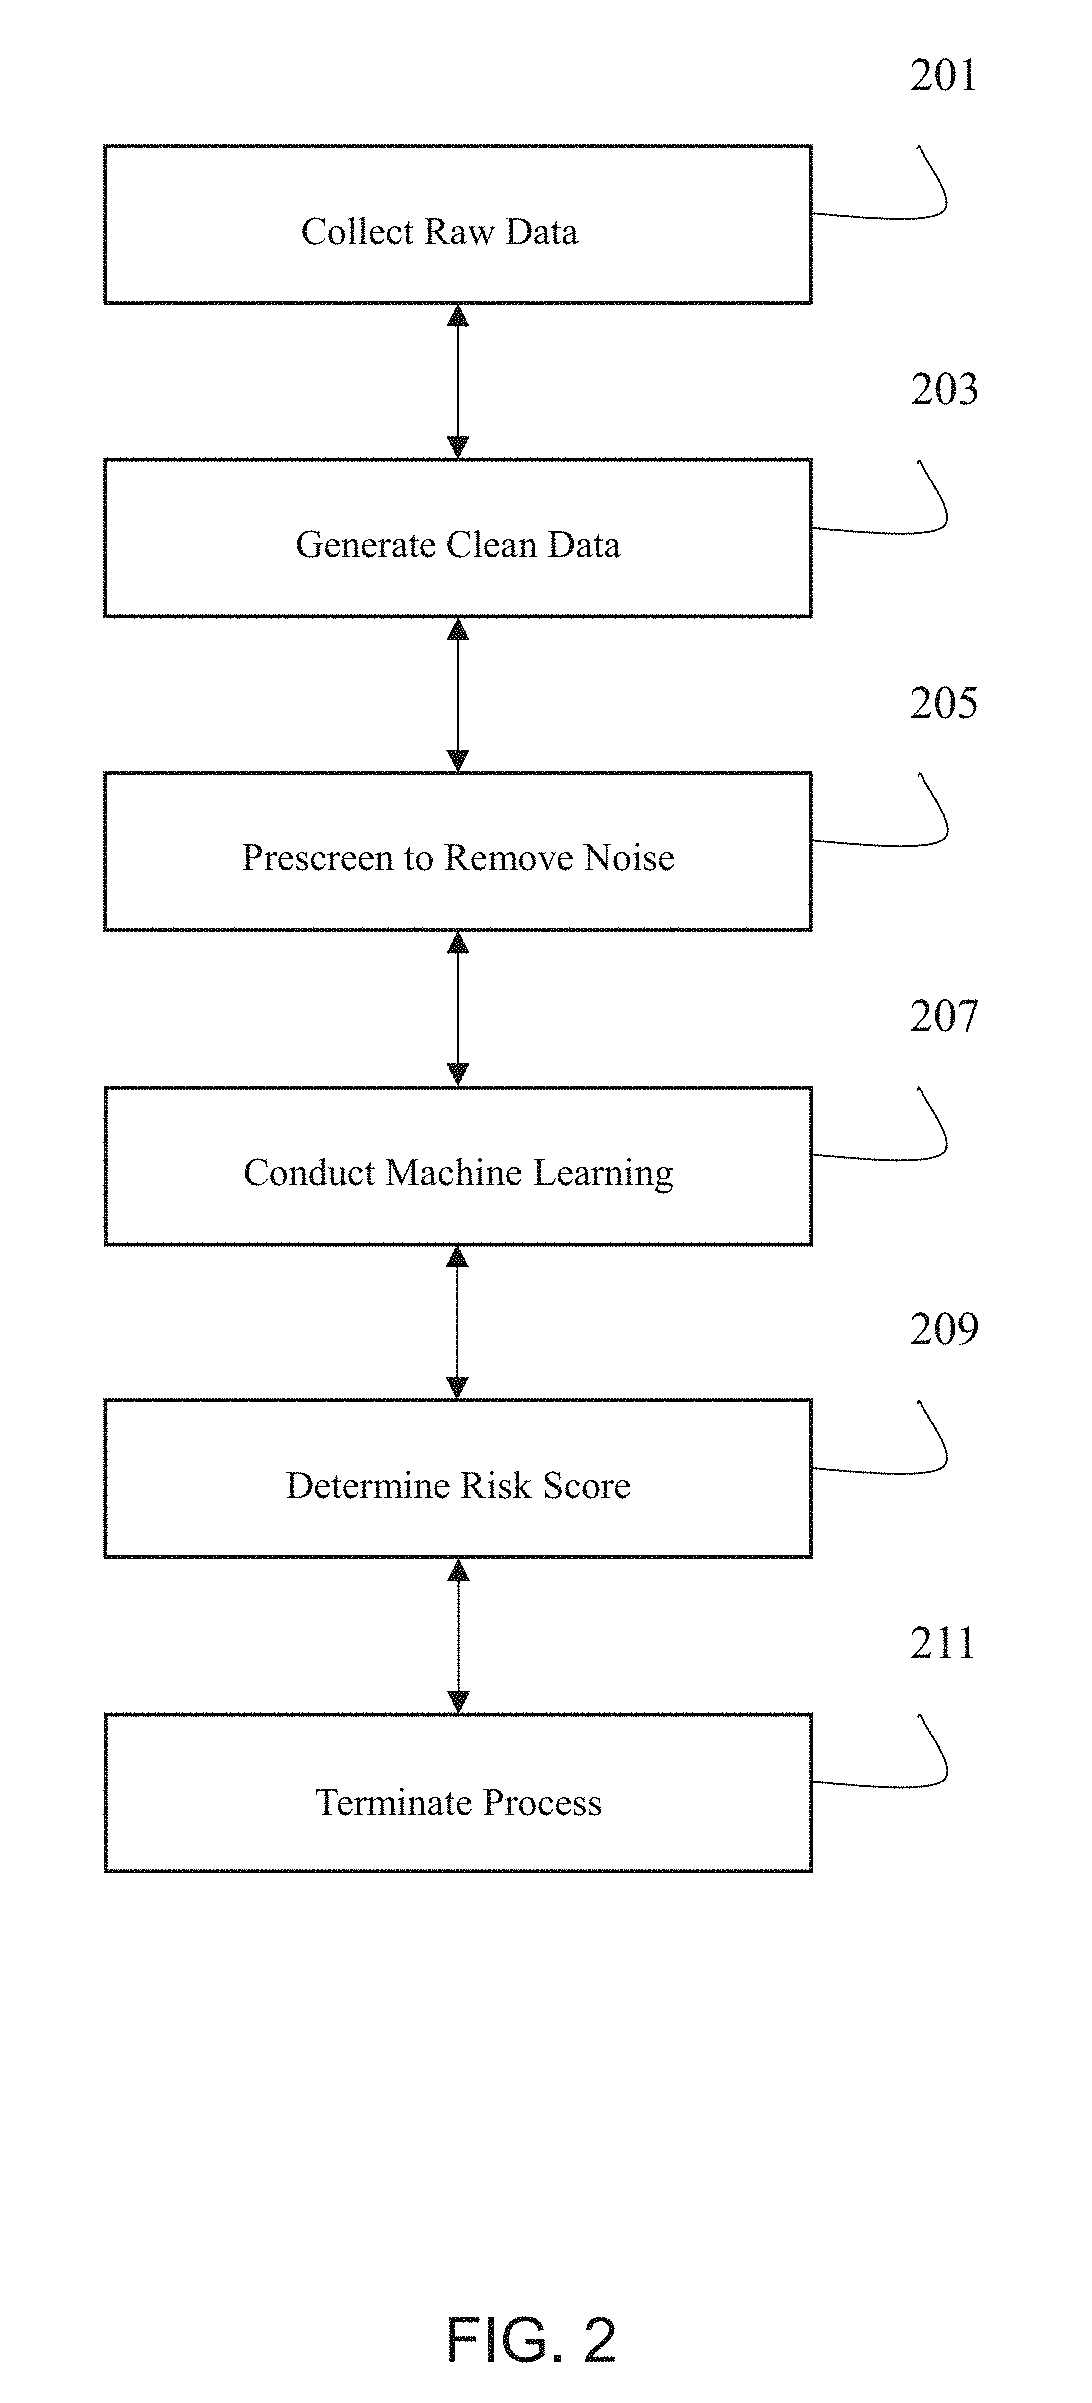 201
Collect Raw Data
203
Generate Clean Data
205
Prescreen to Remove Noise
207
Conduct Machine Learning
209
Determine Risk Score
211
Terminate Process
FIG. 2